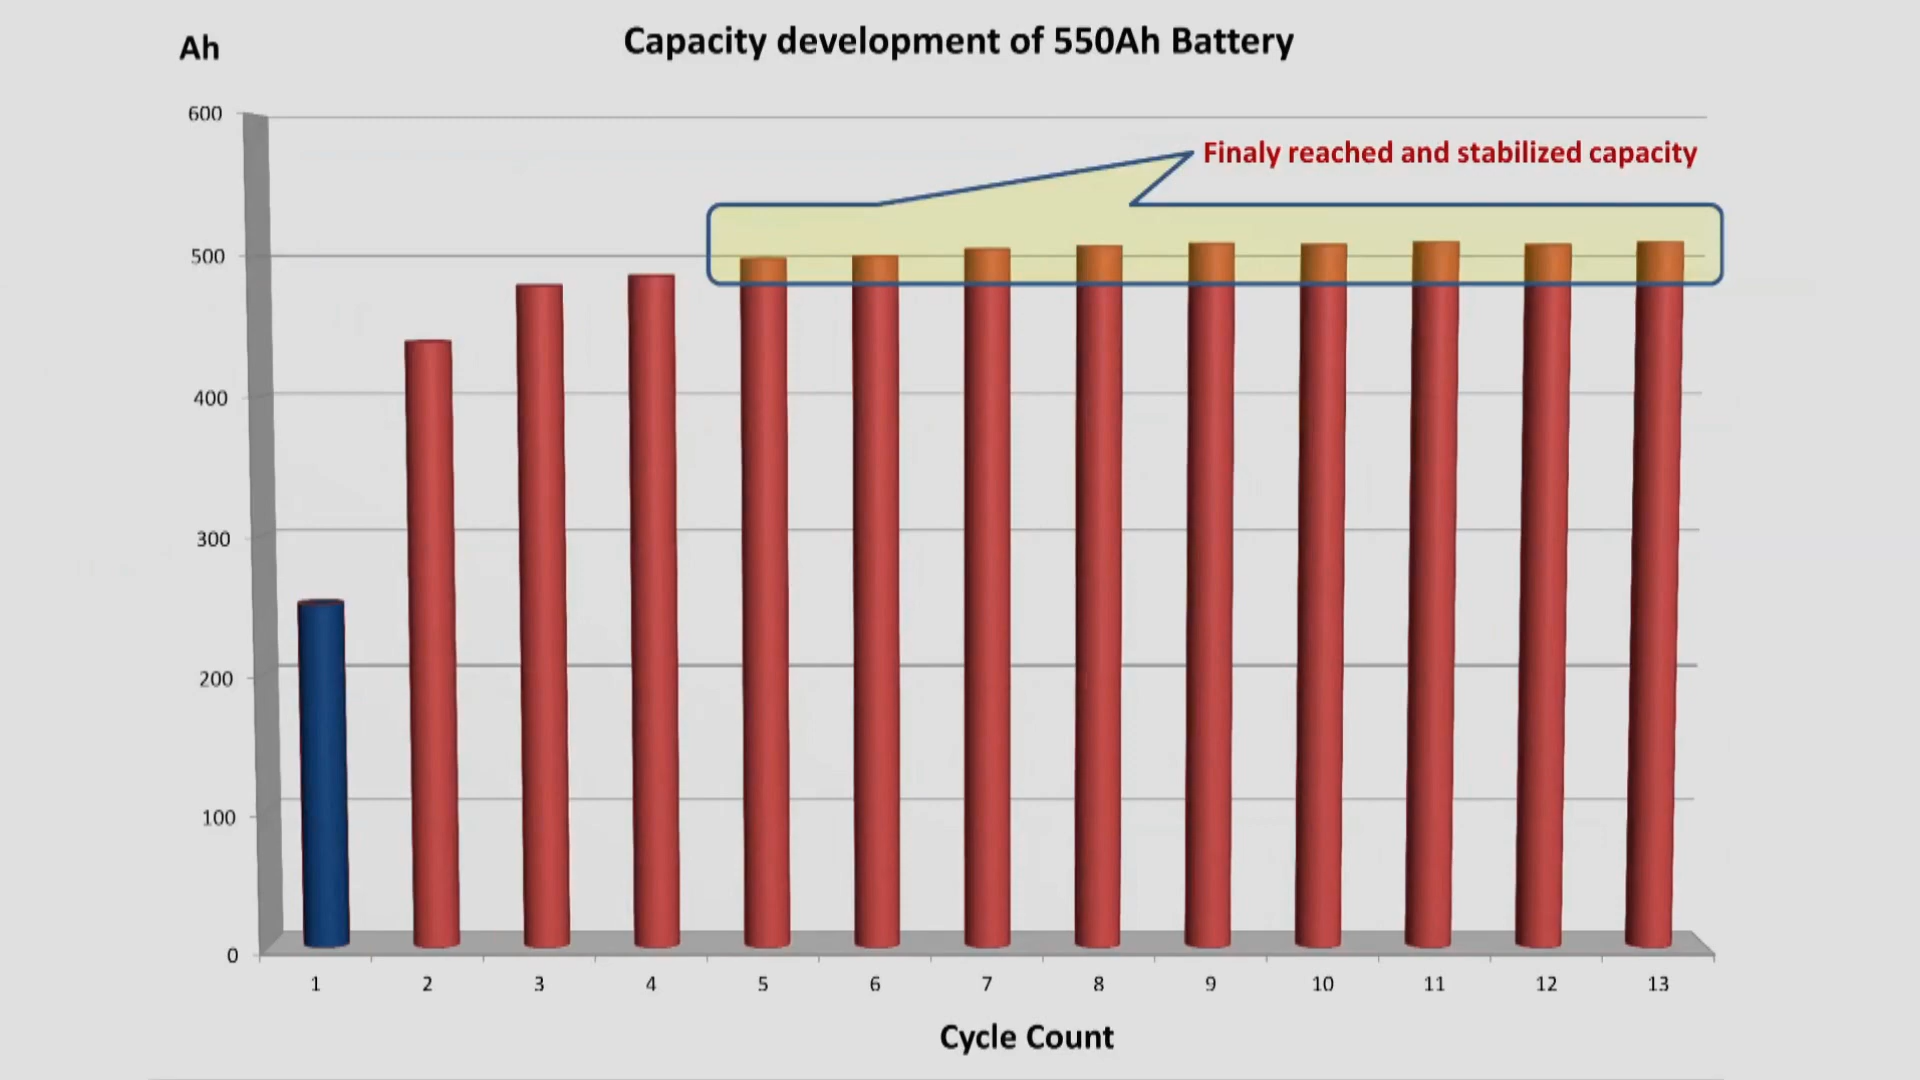 Capacity development of 550Ah Battery
Ah
Finaly reached and stabilized capacity
600
500
400
300
200
100
0
1 2 3 4 5 6 7 8 9 10 11 12 13
Cycle Count